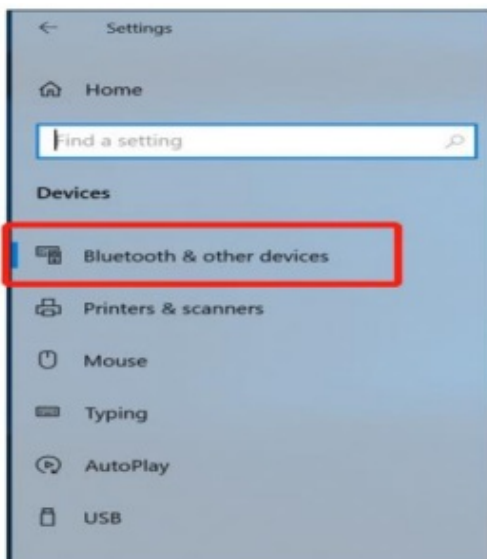 Settings
Home
Find a setting
Devices
Bluetooth & other devices
Printers & scanners
Mouse
Typing
AutoPlay
USB